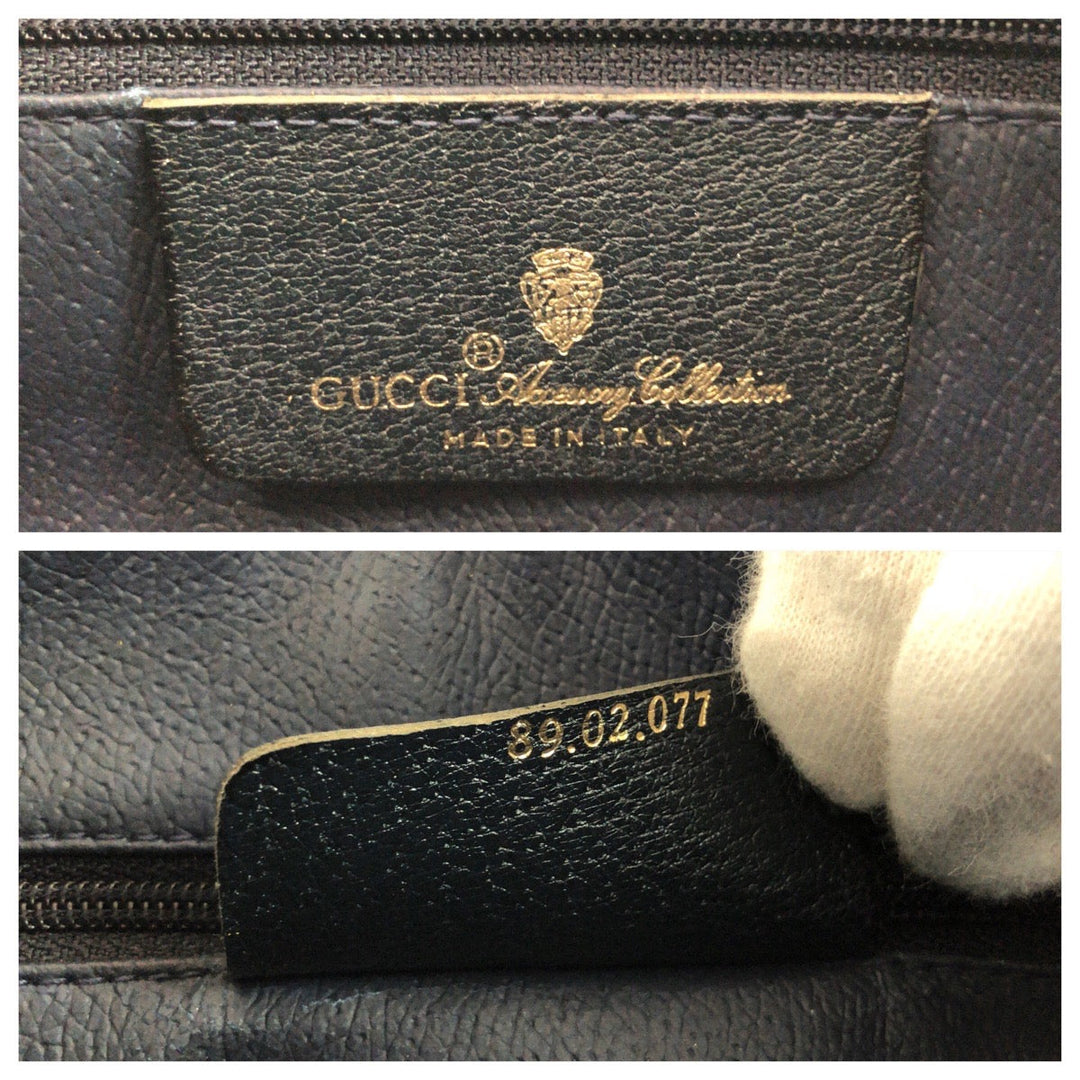 ®
GUCCI Accessory Collection
MADE IN ITALY
89.02.077